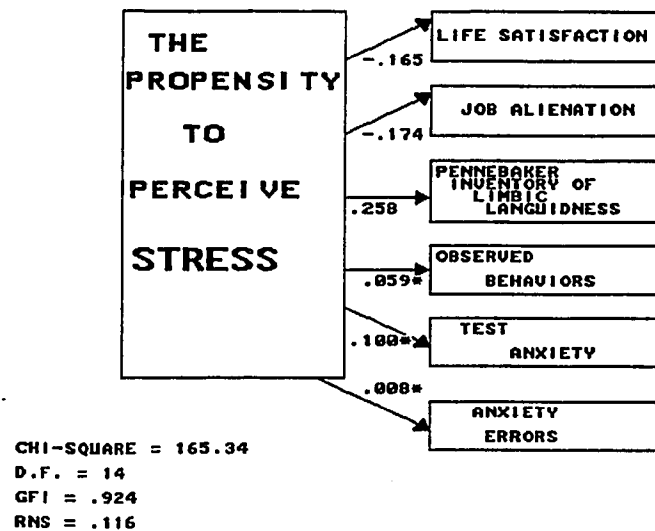 THE
PROPENSITY
TO
PERCEIVE
STRESS
-.165
LIFE SATISFACTION
-.174
JOB ALIENATION
.258
PENNEBAKER
INVENTORY OF
LIMBIC
LANGUIDNESS
.059*
OBSERVED
BEHAVIORS
.100*
TEST
ANXIETY
.008*
ANXIETY
ERRORS
CHI-SQUARE = 165.34
D.F. = 14
GFI = .924
RNS = .116